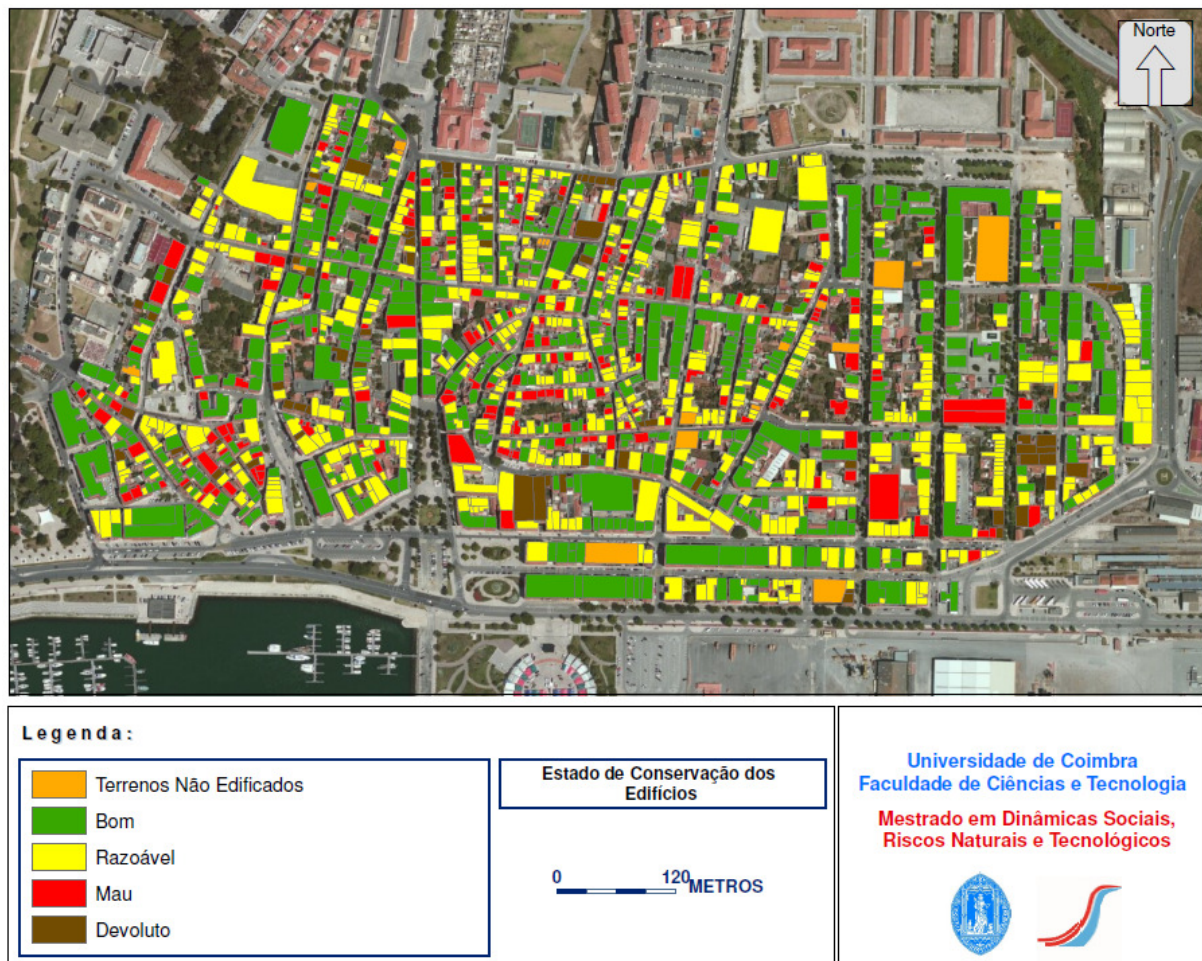 Norte
Legenda:
Terrenos Não Edificados
Bom
Razoável
Mau
Devoluto
Estado de Conservação dos
Edifícios
0 120 METROS
Universidade de Coimbra
Faculdade de Ciências e Tecnologia
Mestrado em Dinâmicas Sociais,
Riscos Naturais e Tecnológicos